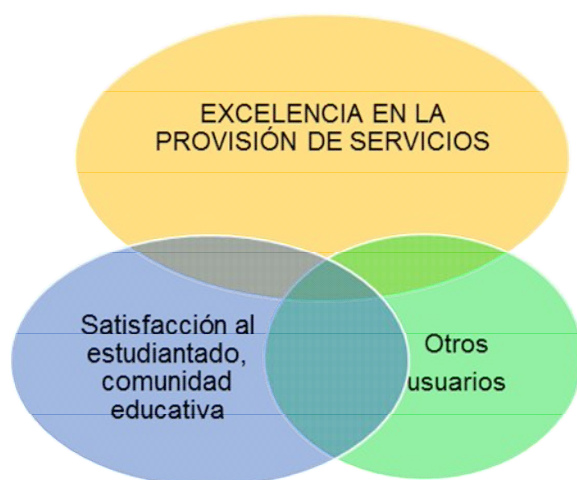 EXCELENCIA EN LA
PROVISIÓN DE SERVICIOS
Satisfacción al
estudiantado,
comunidad
educativa
Otros
usuarios